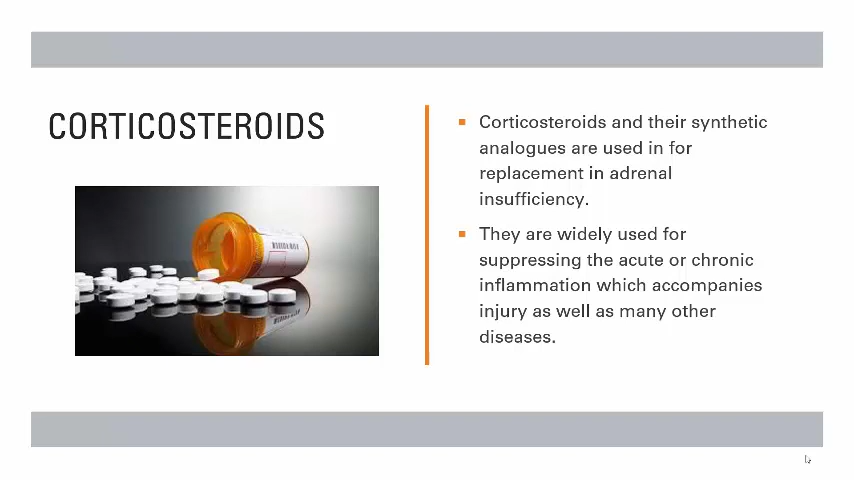 CORTICOSTEROIDS
Corticosteroids and their synthetic
analogues are used in for
replacement in adrenal
insufficiency.
They are widely used for
suppressing the acute or chronic
inflammation which accompanies
injury as well as many other
diseases.